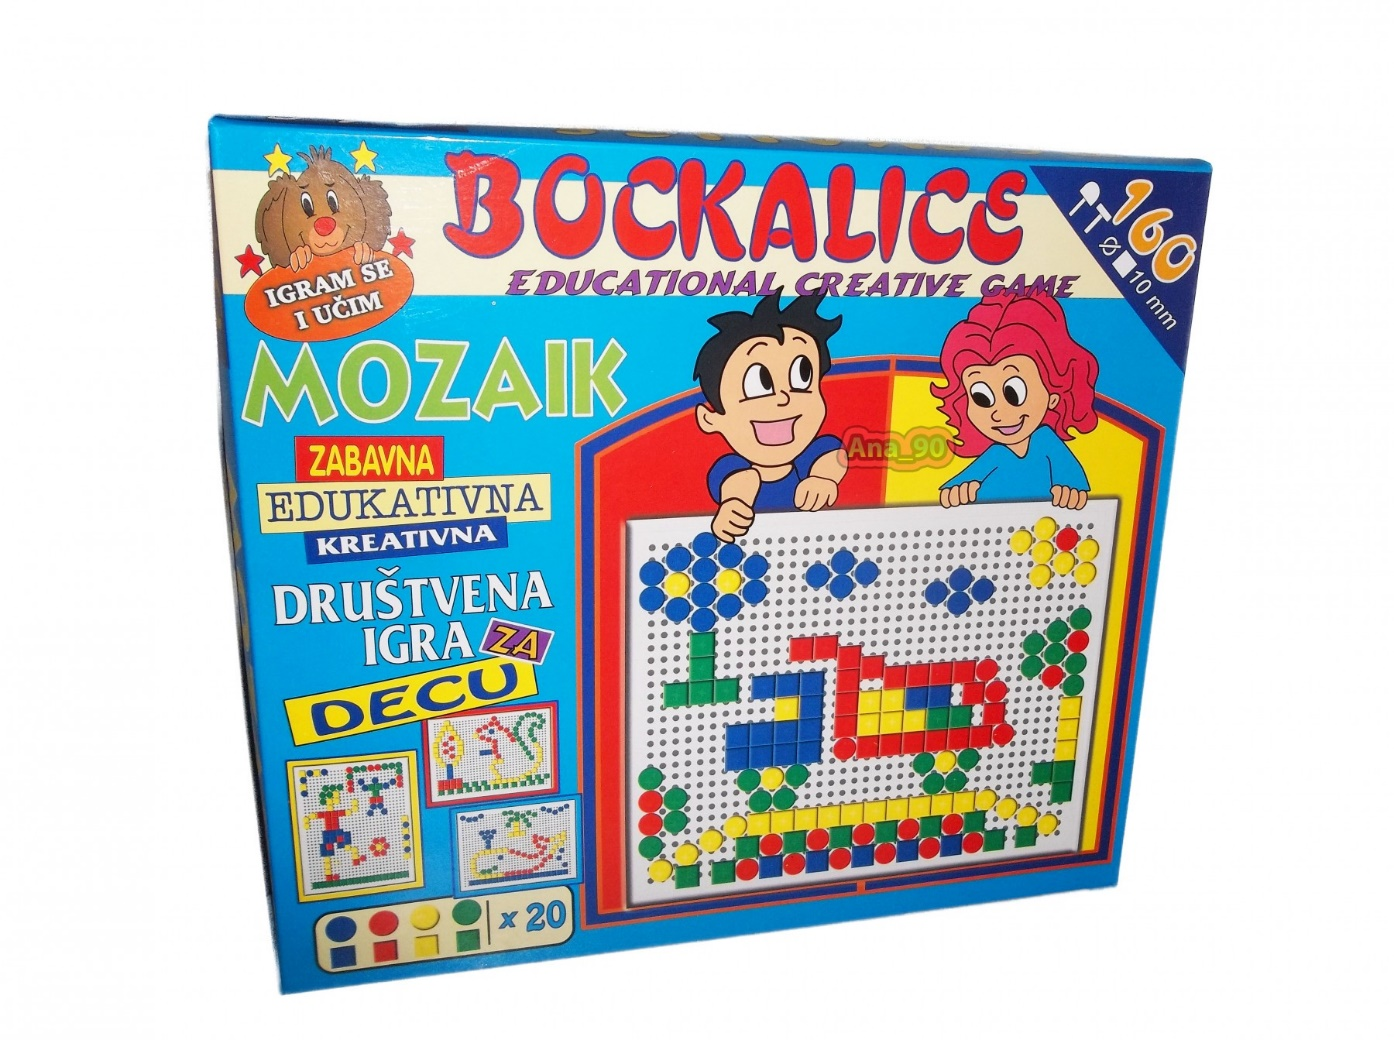 BOCKALICE
EDUCATIONAL CREATIVE GAME
160
10 mm
IGRAM SE
I UČIM
MOZAIK
ZABAVNA
EDUKATIVNA
KREATIVNA
DRUŠTVENA
IGRA ZA
DECU
Ana_90
x 20